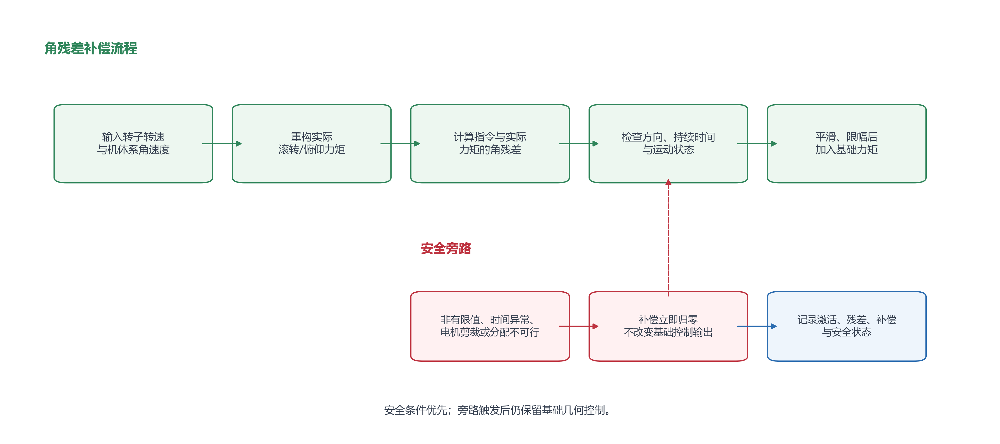 角残差补偿流程
输入转子转速
与机体系角速度
重构实际
滚转/俯仰力矩
计算指令与实际
力矩的角残差
检查方向、持续时间
与运动状态
平滑、限幅后
加入基础力矩
安全旁路
非有限值、时间异常、
电机剪裁或分配不可行
补偿立即归零
不改变基础控制输出
记录激活、残差、补偿
与安全状态
安全条件优先；旁路触发后仍保留基础几何控制。